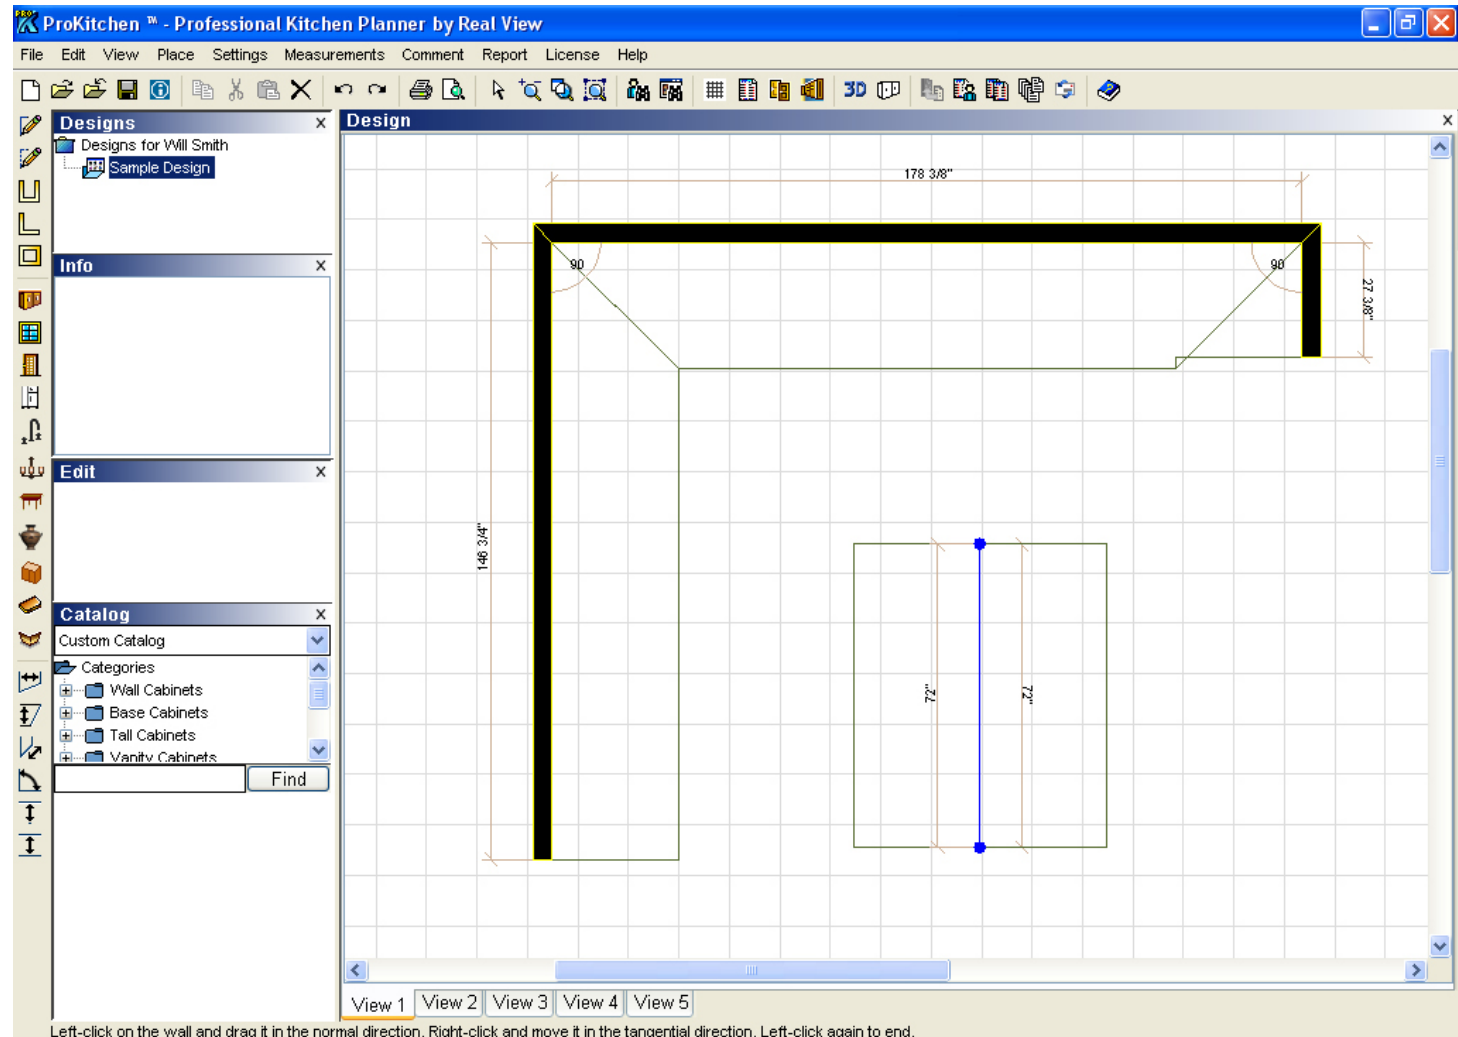 ProKitchen ™ - Professional Kitchen Planner by Real View
File Edit View Place Settings Measurements Comment Report License Help
3D
Designs x
Designs for Will Smith
Sample Design
Info x
Edit x
Catalog x
Custom Catalog
Categories
Wall Cabinets
Base Cabinets
Tall Cabinets
Vanity Cabinets
Find
Design x
178 3/8"
90
90
27 3/8"
146 3/4"
72"
72"
View 1 View 2 View 3 View 4 View 5
Left-click on the wall and drag it in the normal direction. Right-click and move it in the tangential direction. Left-click again to end.